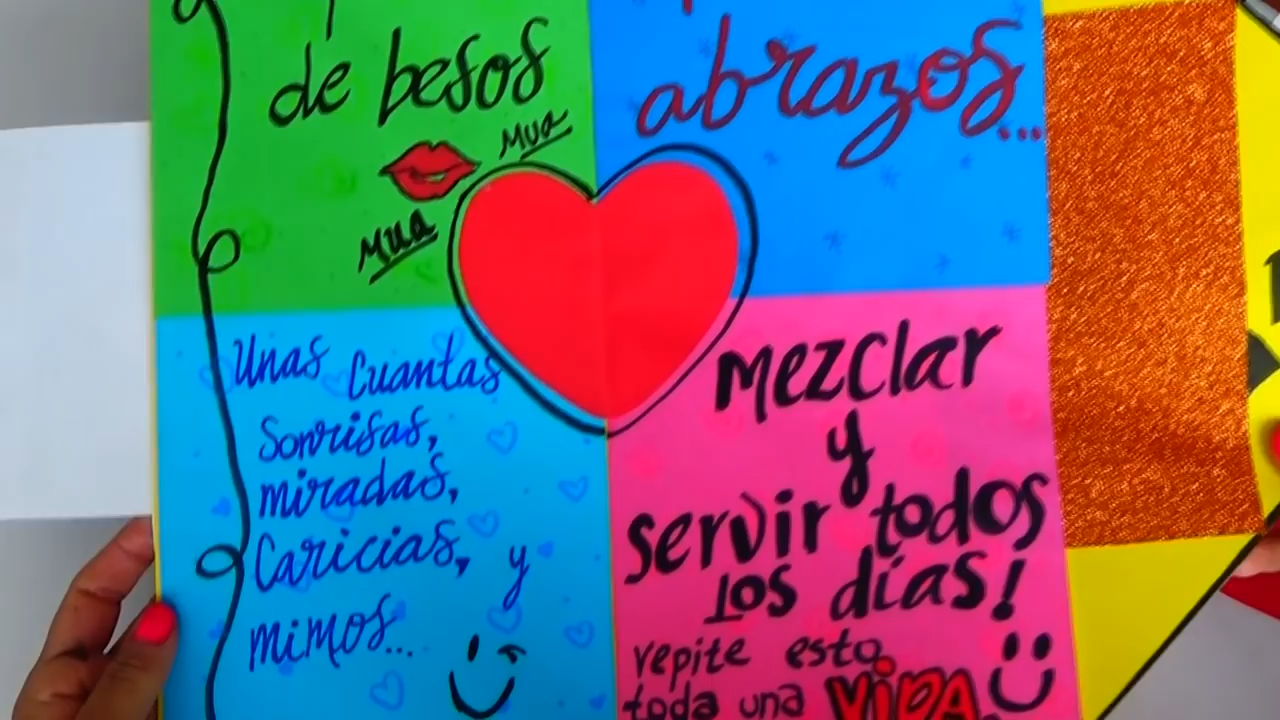 de besos
Mua
Mua
abrazos...
Unas Cuantas
Sonrisas,
miradas,
Caricias, y
mimos...
Mezclar
y
servir todos
los días!
repite esto
toda una VIDA